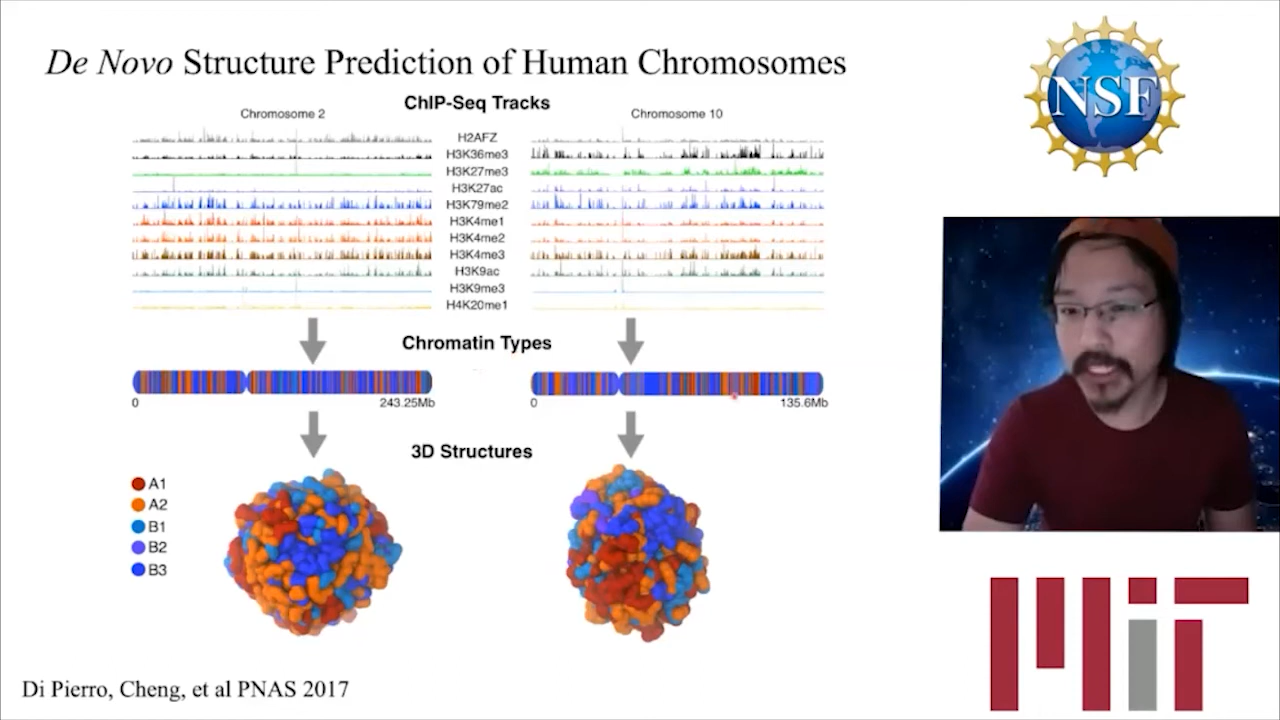 De Novo Structure Prediction of Human Chromosomes
ChIP-Seq Tracks
Chromosome 2
Chromosome 10
H2AFZ
H3K36me3
H3K27me3
H3K27ac
H3K79me2
H3K4me1
H3K4me2
H3K4me3
H3K9ac
H3K9me3
H4K20me1
Chromatin Types
0 243.25Mb
0 135.6Mb
3D Structures
A1
A2
B1
B2
B3
Di Pierro, Cheng, et al PNAS 2017
NSF
MIT